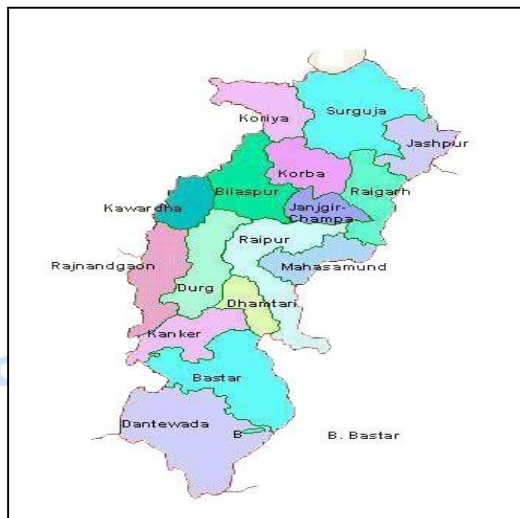 Surguja
Koriya
Jashpur
Korba
Bilaspur
Raigarh
Kawardha
Janjgir-
Champa
Raipur
Rajnandgaon
Mahasamund
Durg
Dhamtari
Kanker
Bastar
Dantewada
B
B. Bastar